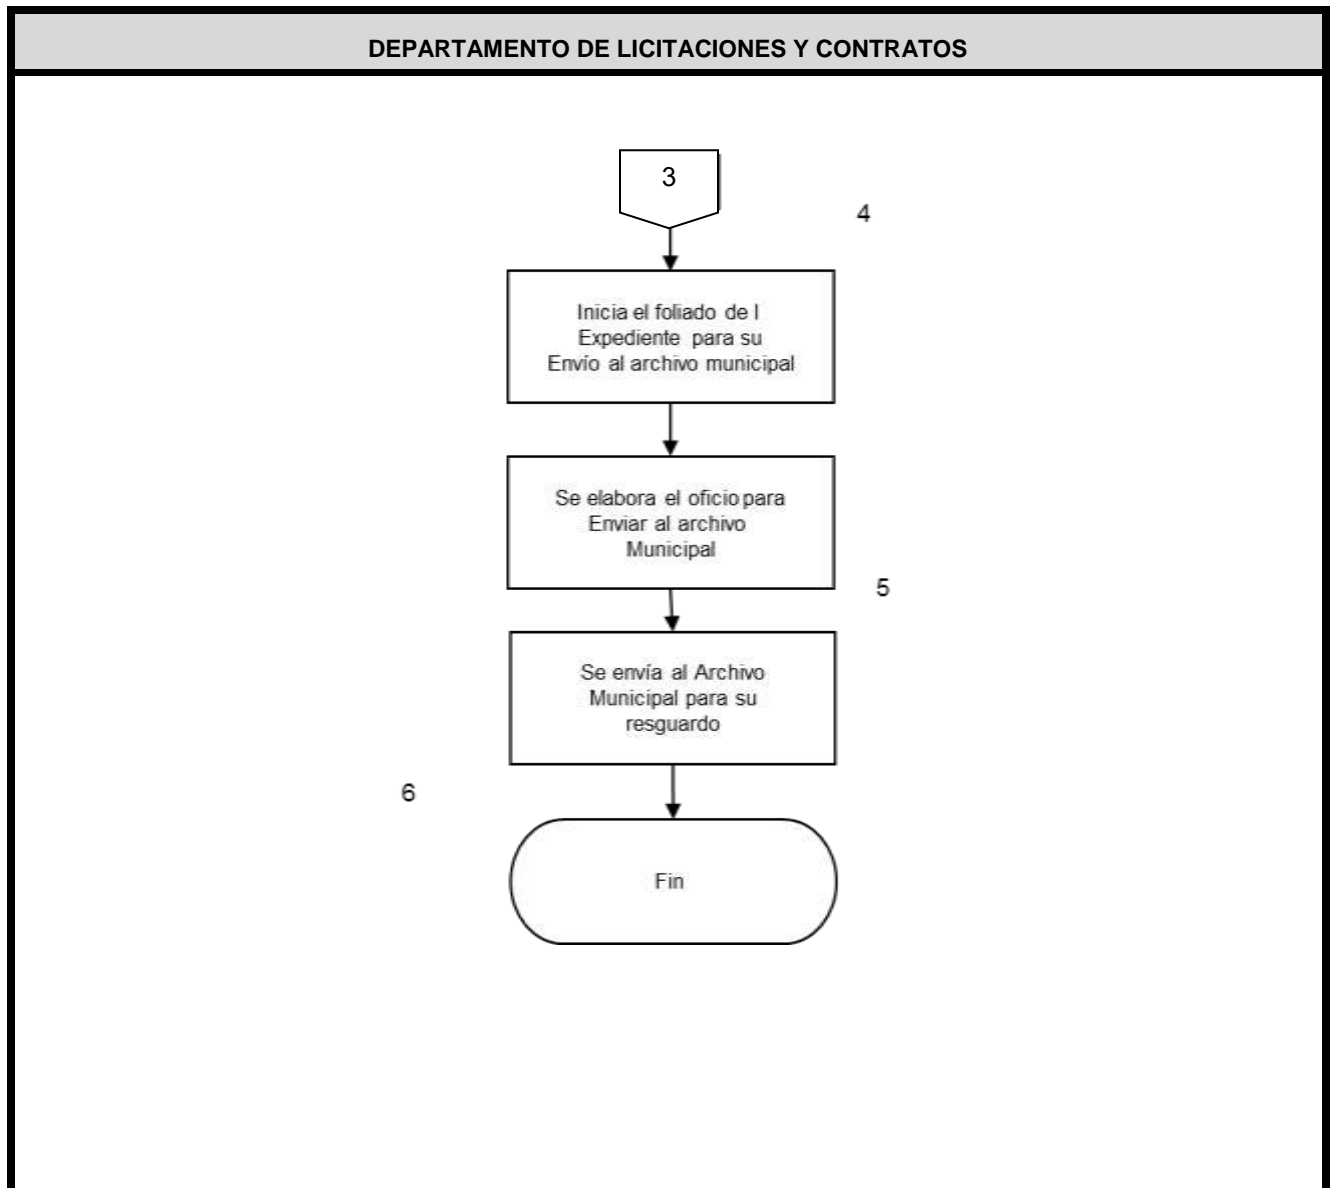 DEPARTAMENTO DE LICITACIONES Y CONTRATOS
3
4
Inicia el foliado de l
Expediente para su
Envío al archivo municipal
Se elabora el oficio para
Enviar al archivo
Municipal
5
Se envía al Archivo
Municipal para su
resguardo
6
Fin